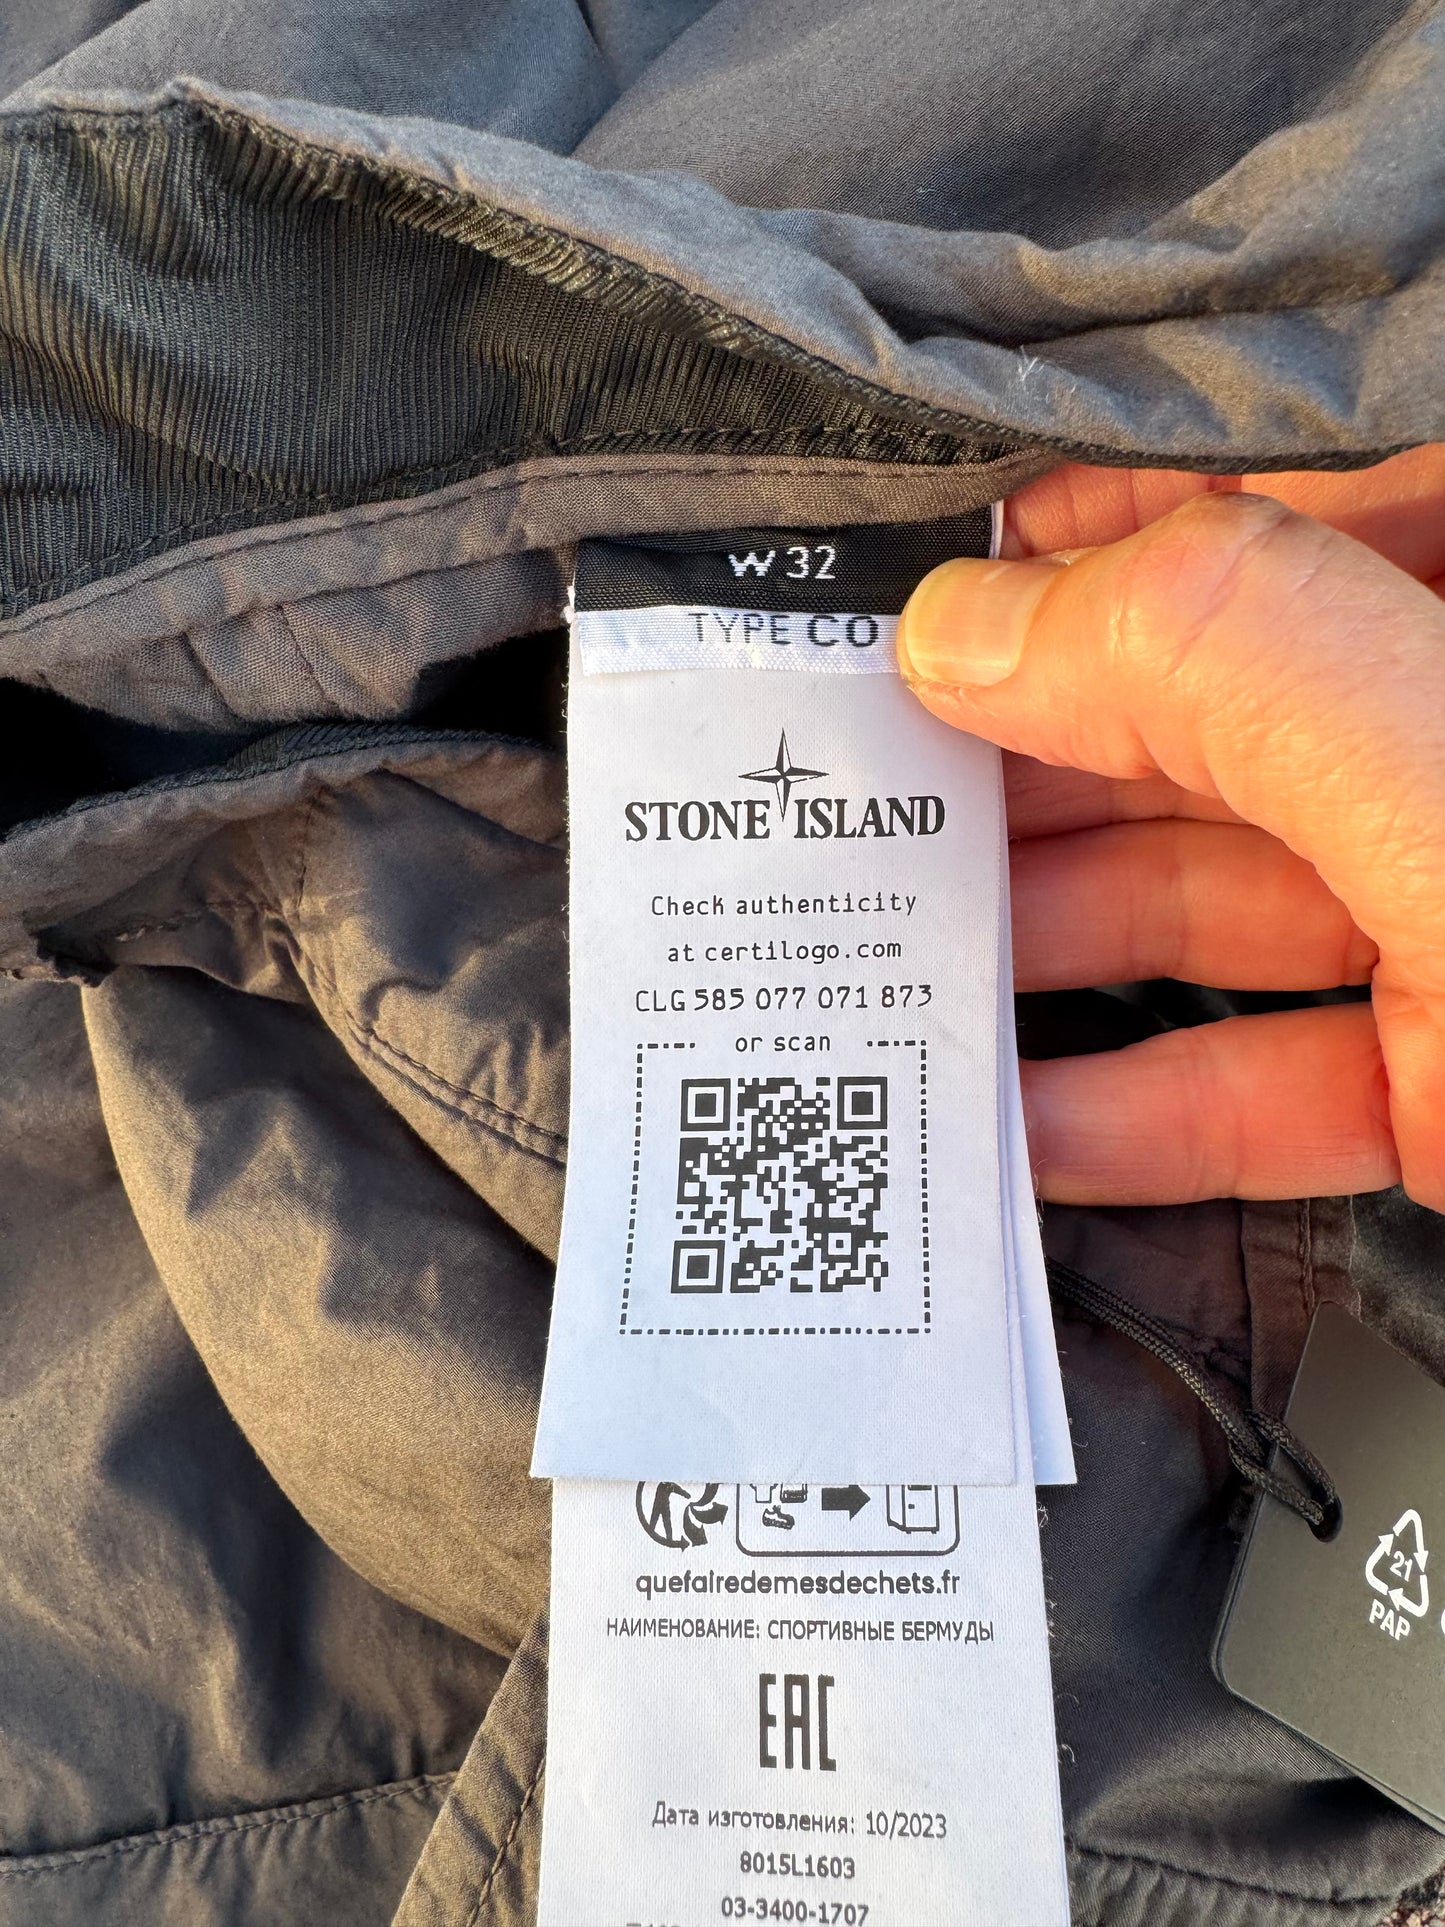 W 32
TYPE CO
STONE ISLAND
Check authenticity
at certilogo.com
CLG 585 077 071 873
or scan
quefairedemesdechets.fr
НАИМЕНОВАНИЕ: СПОРТИВНЫЕ БЕРМУДЫ
EAC
Дата изготовления: 10/2023
8015L1603
03-3400-1707
21
PAP